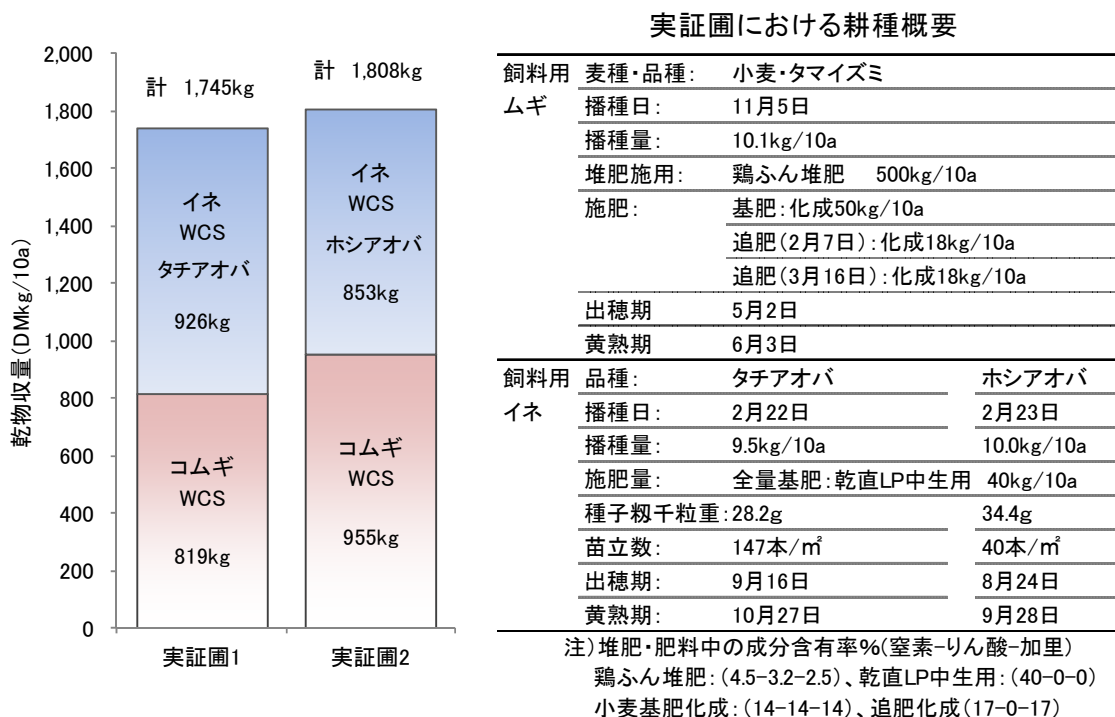 2,000
1,800
1,600
1,400
1,200
1,000
800
600
400
200
0
乾物収量(DMkg/10a)
計 1,745kg
イネ
WCS
タチアオバ
926kg
コムギ
WCS
819kg
実証圃1
計 1,808kg
イネ
WCS
ホシアオバ
853kg
コムギ
WCS
955kg
実証圃2
実証圃における耕種概要
飼料用 麦種・品種: 小麦・タマイズミ
ムギ 播種日: 11月5日
播種量: 10.1kg/10a
堆肥施用: 鶏ふん堆肥 500kg/10a
施肥: 基肥:化成50kg/10a
追肥(2月7日):化成18kg/10a
追肥(3月16日):化成18kg/10a
出穂期 5月2日
黄熟期 6月3日
飼料用 品種: タチアオバ ホシアオバ
イネ 播種日: 2月22日 2月23日
播種量: 9.5kg/10a 10.0kg/10a
施肥量: 全量基肥:乾直LP中生用 40kg/10a
種子籾千粒重:28.2g 34.4g
苗立数: 147本/㎡ 40本/㎡
出穂期: 9月16日 8月24日
黄熟期: 10月27日 9月28日
注)堆肥・肥料中の成分含有率%(窒素-りん酸-加里)
鶏ふん堆肥:(4.5-3.2-2.5)、乾直LP中生用:(40-0-0)
小麦基肥化成:(14-14-14)、追肥化成(17-0-17)